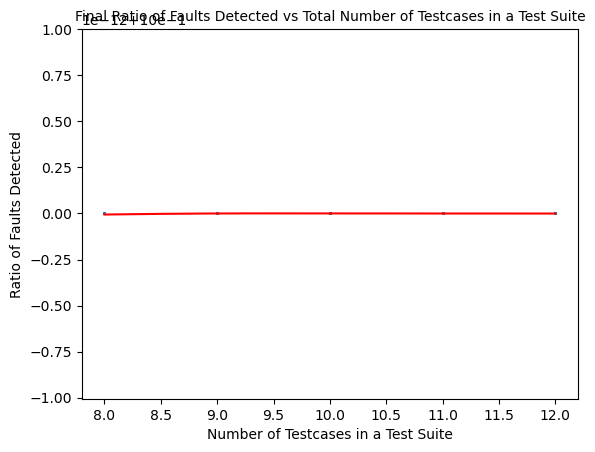 Final Ratio of Faults Detected vs Total Number of Testcases in a Test Suite
1e−12+10e−1
1.00
0.75
0.50
0.25
0.00
−0.25
−0.50
−0.75
−1.00
Ratio of Faults Detected
8.0 8.5 9.0 9.5 10.0 10.5 11.0 11.5 12.0
Number of Testcases in a Test Suite